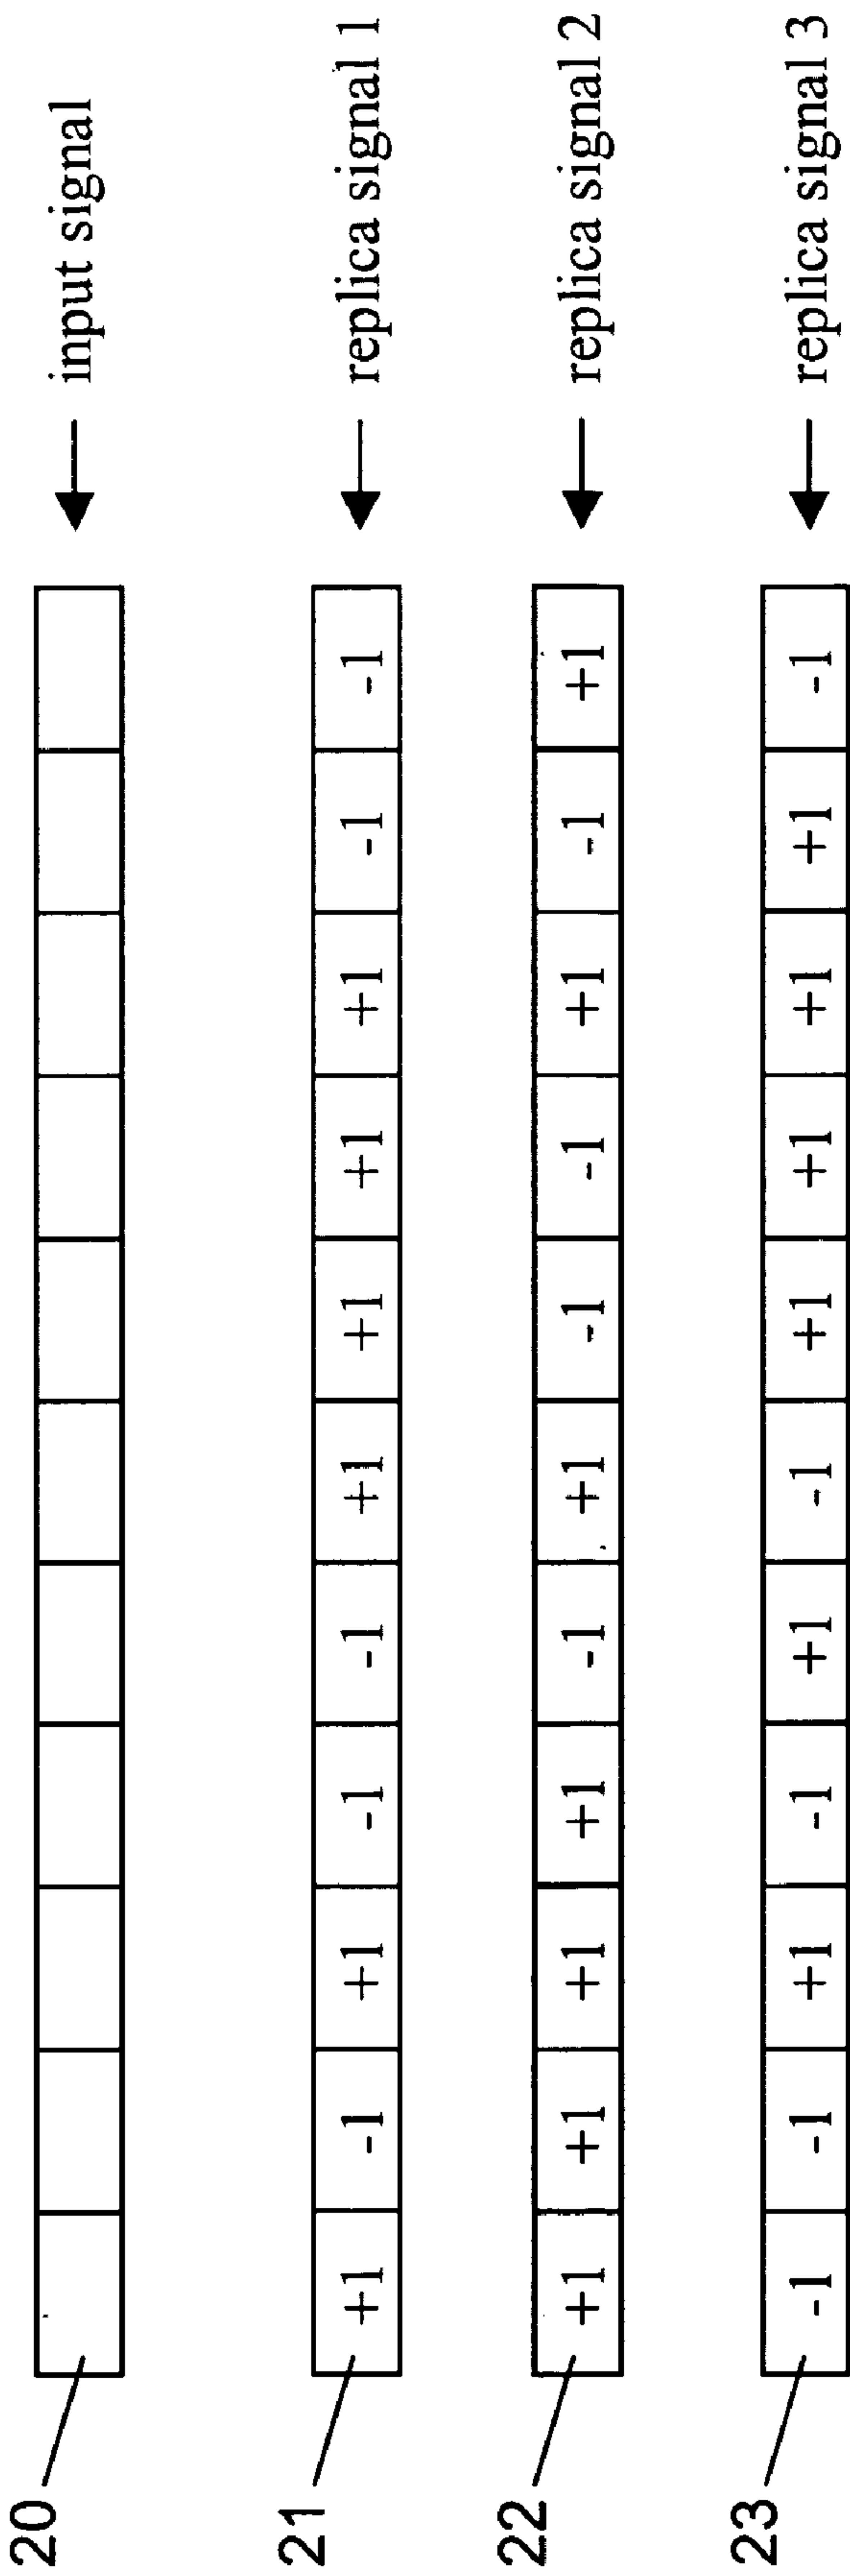 20 input signal
21 +1 -1 +1 -1 -1 +1 +1 +1 +1 -1 -1 replica signal 1
22 +1 +1 +1 +1 -1 +1 -1 -1 +1 -1 +1 replica signal 2
23 -1 -1 +1 -1 +1 -1 +1 +1 +1 +1 -1 replica signal 3